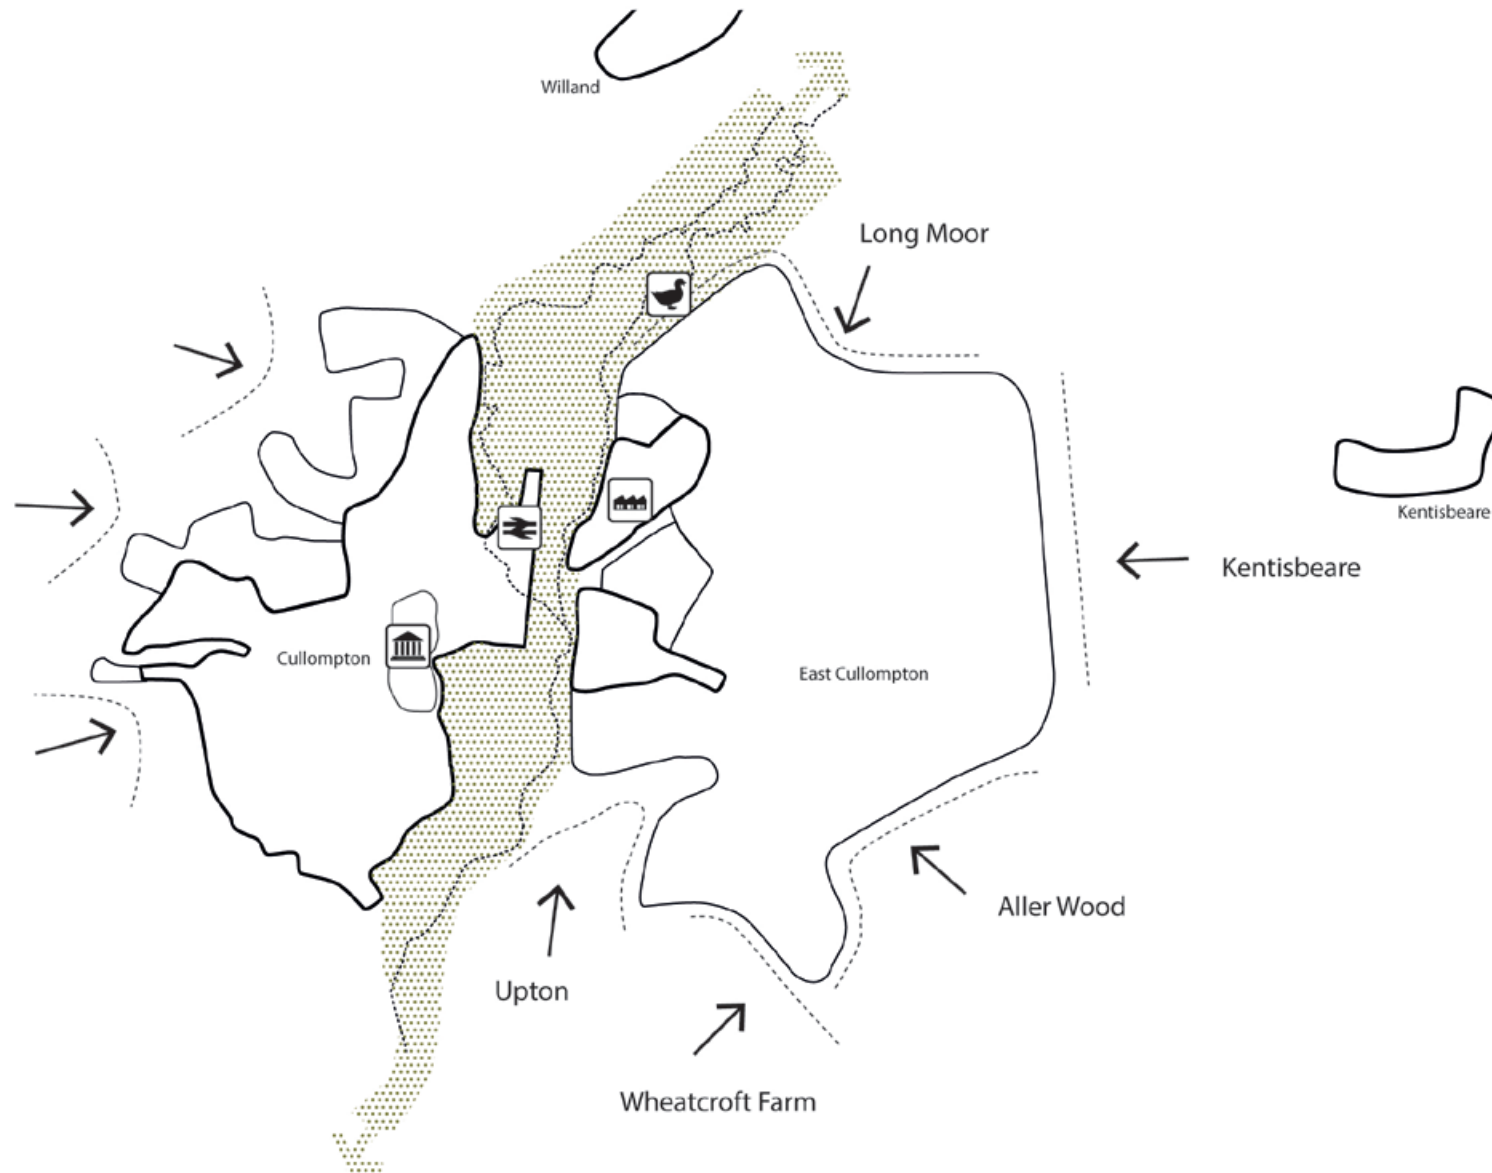 Willand
Long Moor
Kentisbeare
Kentisbeare
Cullompton
East Cullompton
Aller Wood
Upton
Wheatcroft Farm